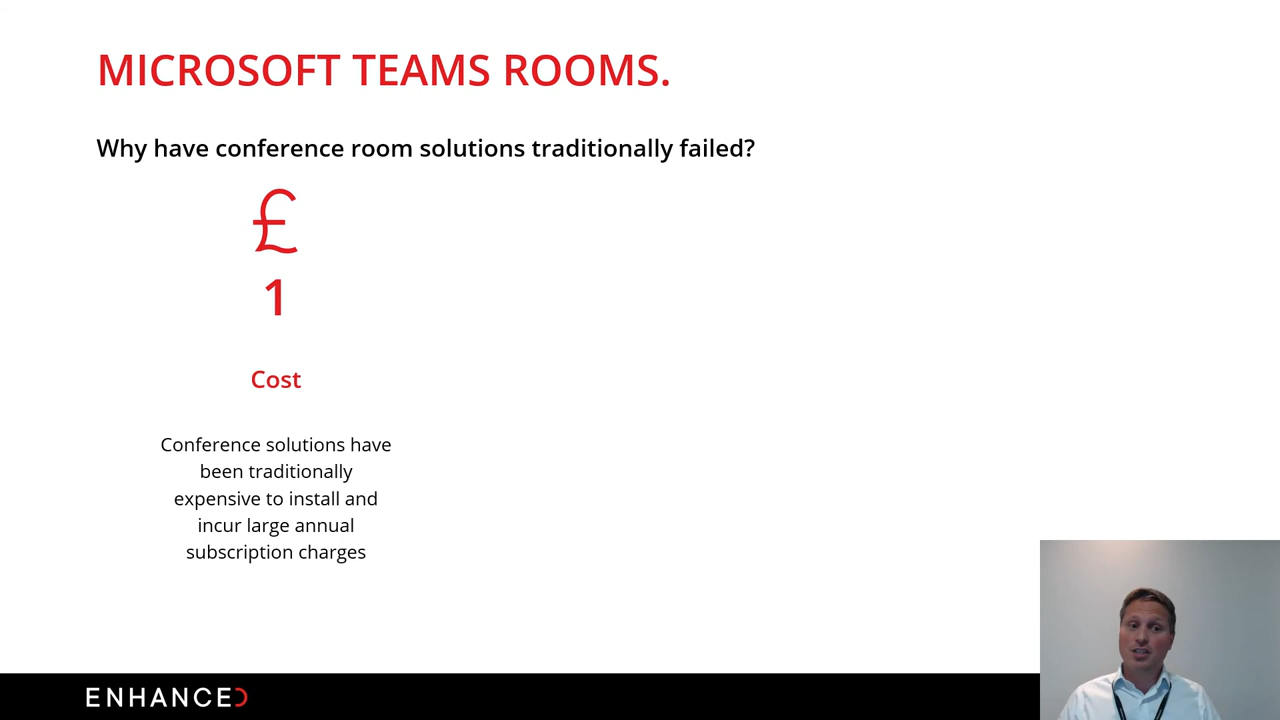 MICROSOFT TEAMS ROOMS.
Why have conference room solutions traditionally failed?
£
1
Cost
Conference solutions have
been traditionally
expensive to install and
incur large annual
subscription charges
ENHANCED